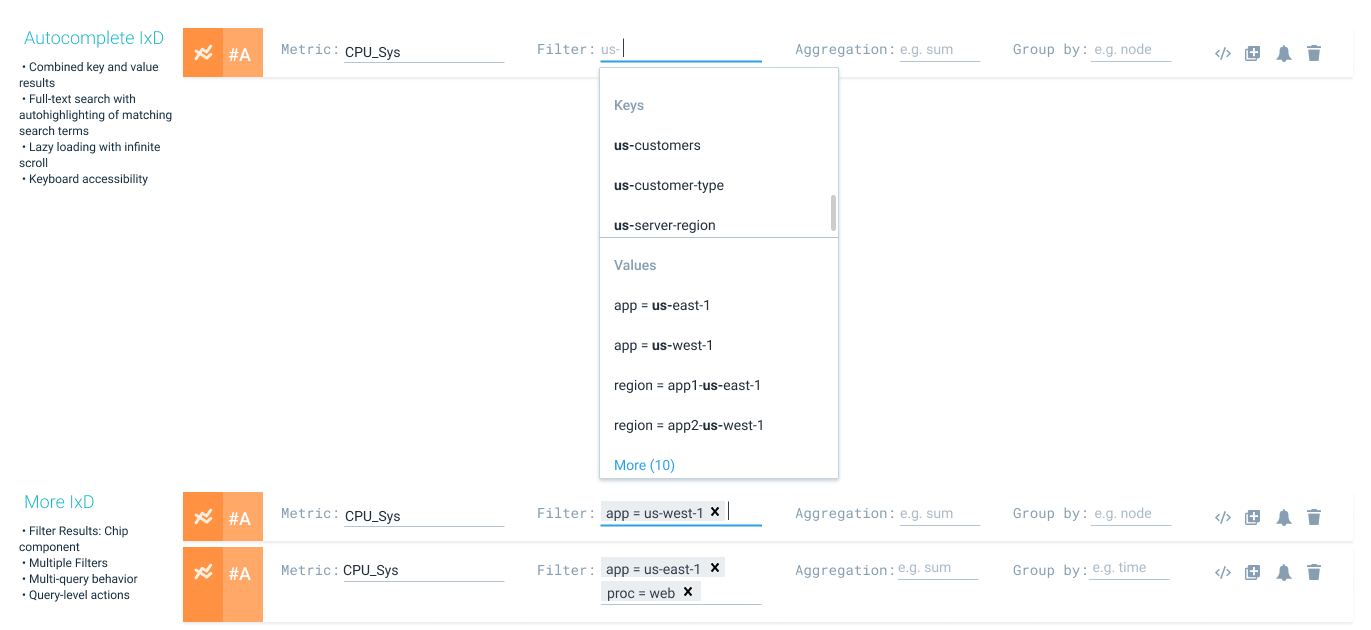 Autocomplete IxD
• Combined key and value
results
• Full-text search with
autohighlighting of matching
search terms
• Lazy loading with infinite
scroll
• Keyboard accessibility
#A
Metric: CPU_Sys
Filter: us-
Aggregation: e.g. sum
Group by: e.g. node
</>
Keys
us-customers
us-customer-type
us-server-region
Values
app = us-east-1
app = us-west-1
region = app1-us-east-1
region = app2-us-west-1
More (10)
More IxD
• Filter Results: Chip
component
• Multiple Filters
• Multi-query behavior
• Query-level actions
#A
Metric: CPU_Sys
Filter: app = us-west-1 ×
Aggregation: e.g. sum
Group by: e.g. node
</>
#A
Metric: CPU_Sys
Filter: app = us-east-1 ×
proc = web ×
Aggregation: e.g. sum
Group by: e.g. time
</>